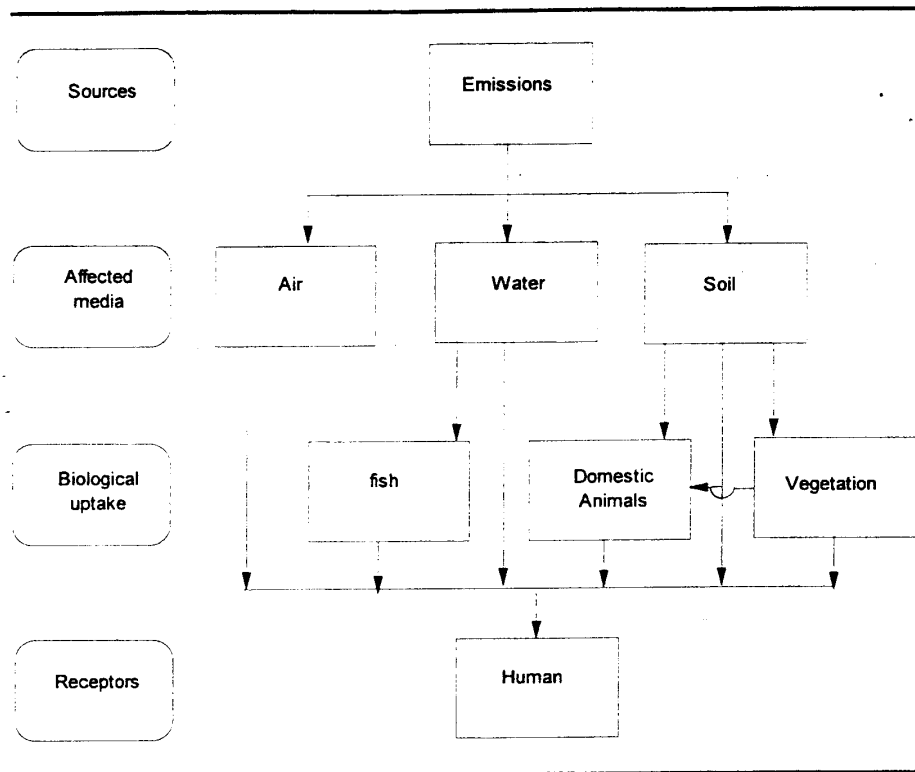 Sources
Emissions
Affected
media
Air
Water
Soil
Biological
uptake
fish
Domestic
Animals
Vegetation
Receptors
Human